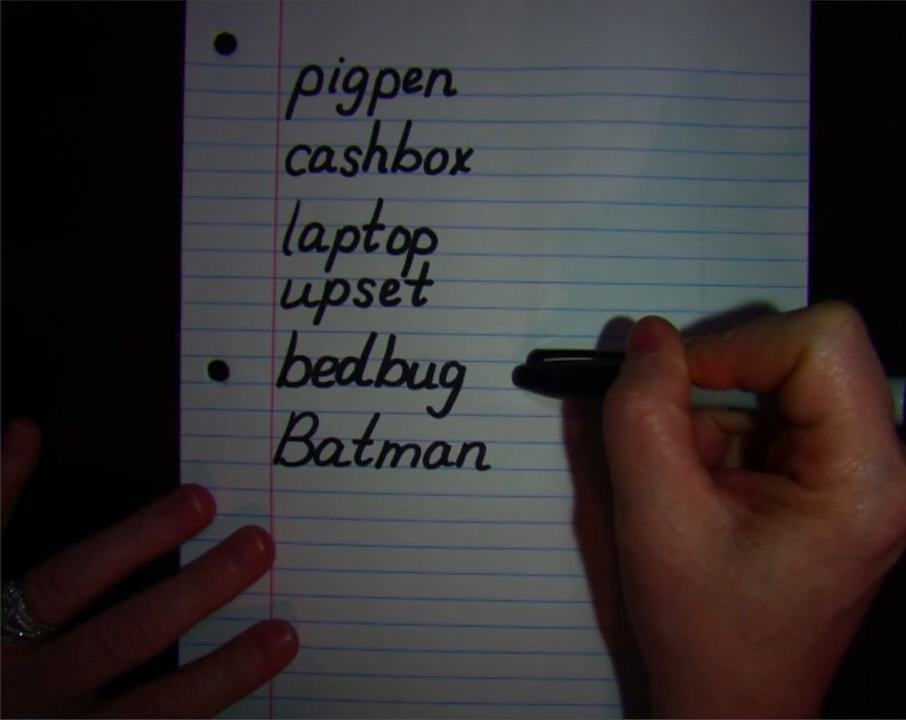 pigpen
cashbox
laptop
upset
bedbug
Batman